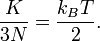 K/3N = k_B T/2.